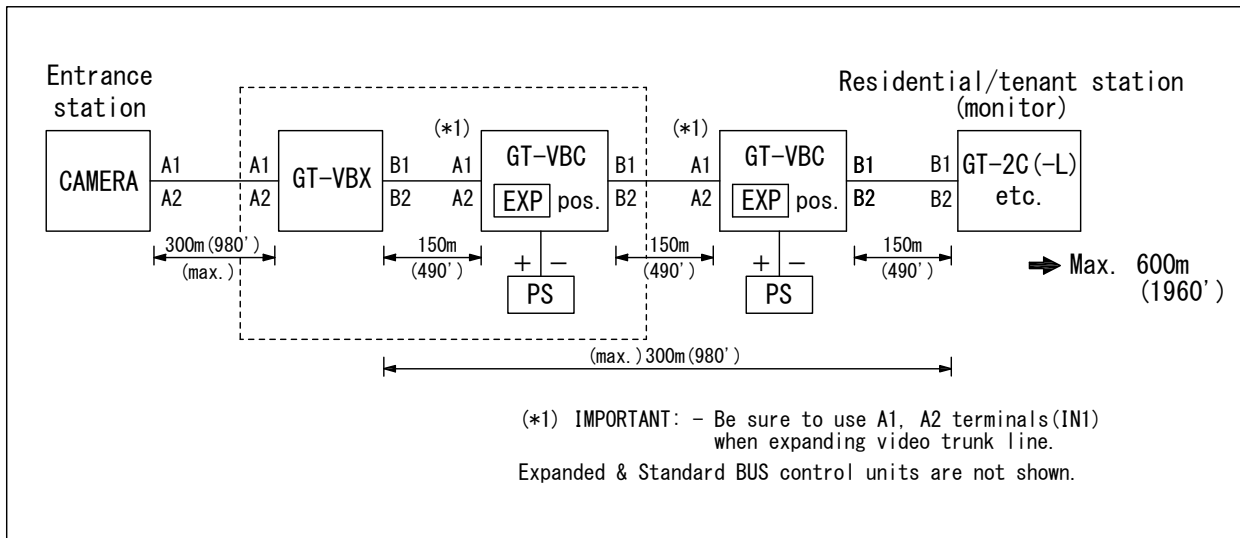 Entrance
station
Residential/tenant station
(monitor)
(*1)
(*1)
CAMERA
A1
A2
A1
A2
GT-VBX
B1
B2
A1
A2
GT-VBC
EXP pos.
B1
B2
A1
A2
GT-VBC
EXP pos.
B1
B2
B1
B2
GT-2C(-L)
etc.
300m(980')
(max.)
150m
(490')
+ −
PS
150m
(490')
+ −
PS
150m
(490')
➡ Max. 600m
(1960')
(max.)300m(980')
(*1) IMPORTANT: - Be sure to use A1, A2 terminals(IN1)
when expanding video trunk line.
Expanded & Standard BUS control units are not shown.